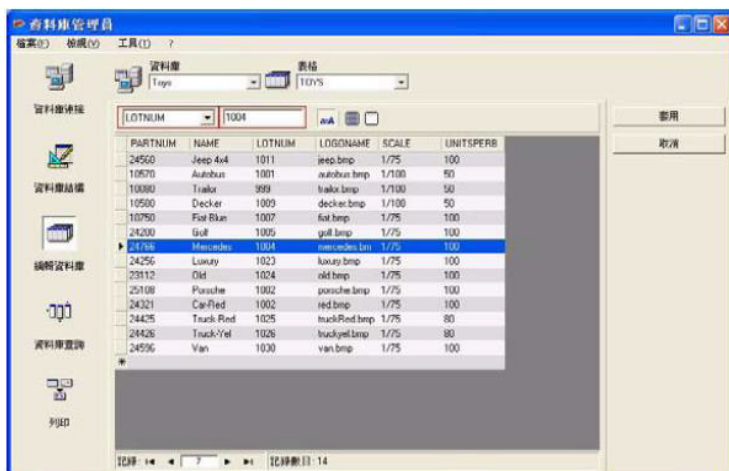 資料庫管理員
檔案(F) 檢視(V) 工具(T) ?
資料庫 表格
Toys TOYS
資料庫連接
LOTNUM 1004
套用
取消
PARTNUM NAME LOTNUM LOGONAME SCALE UNITSPERB
24560 Jeep 4x4 1011 jeep.bmp 1/75 100
10570 Autobus 1001 autobus.bmp 1/100 50
10080 Trailor 999 trailor.bmp 1/100 50
10500 Decker 1009 decker.bmp 1/100 50
10750 Fiat-Blue 1007 fiat.bmp 1/75 100
24200 Golf 1005 golf.bmp 1/75 100
24766 Mercedes 1004 mercedes.bm 1/75 100
24256 Luxury 1023 luxury.bmp 1/75 100
23112 Old 1024 old.bmp 1/75 100
25108 Porsche 1002 porsche.bmp 1/75 100
24321 Car-Red 1002 red.bmp 1/75 100
24425 Truck-Red 1025 truckRed.bmp 1/75 80
24426 Truck-Yel 1026 truckyel.bmp 1/75 80
24596 Van 1030 van.bmp 1/75 100
資料庫結構
編輯資料庫
資料庫查詢
列印
記錄: 7 記錄數目: 14